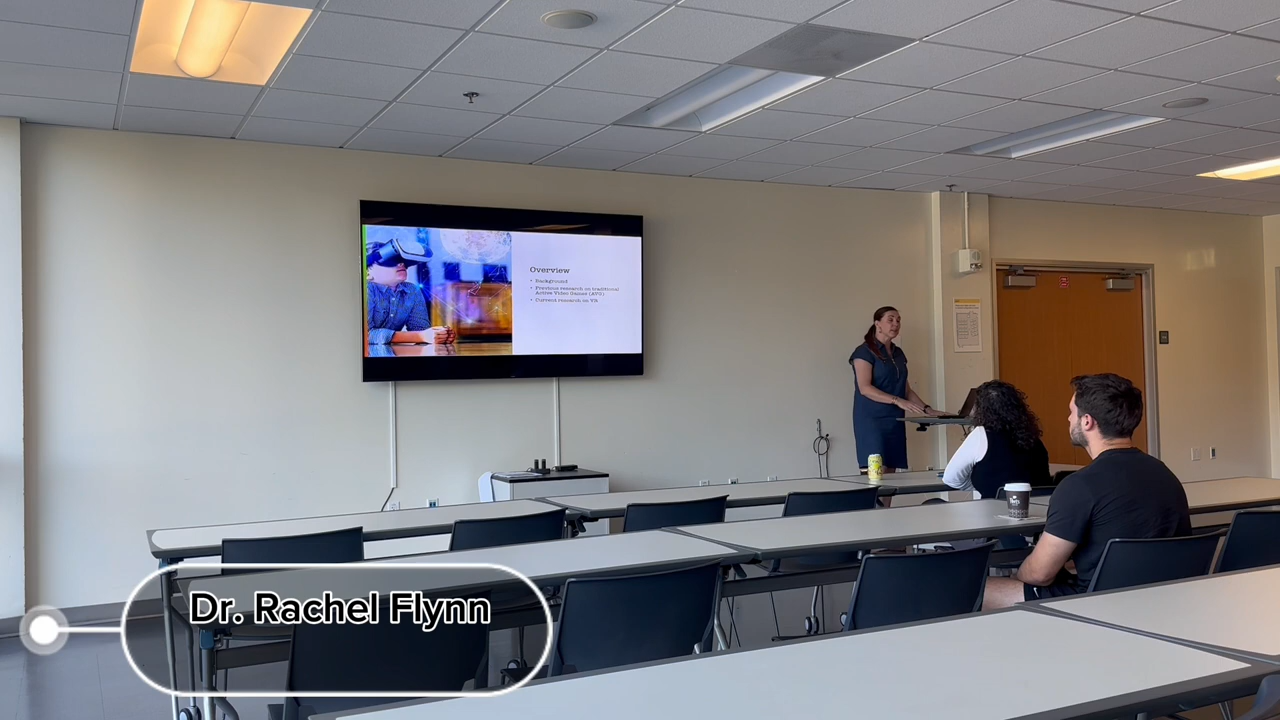 Overview
• Background
• Previous research on traditional
Active Video Games (AVG)
• Current research on VR
Dr. Rachel Flynn